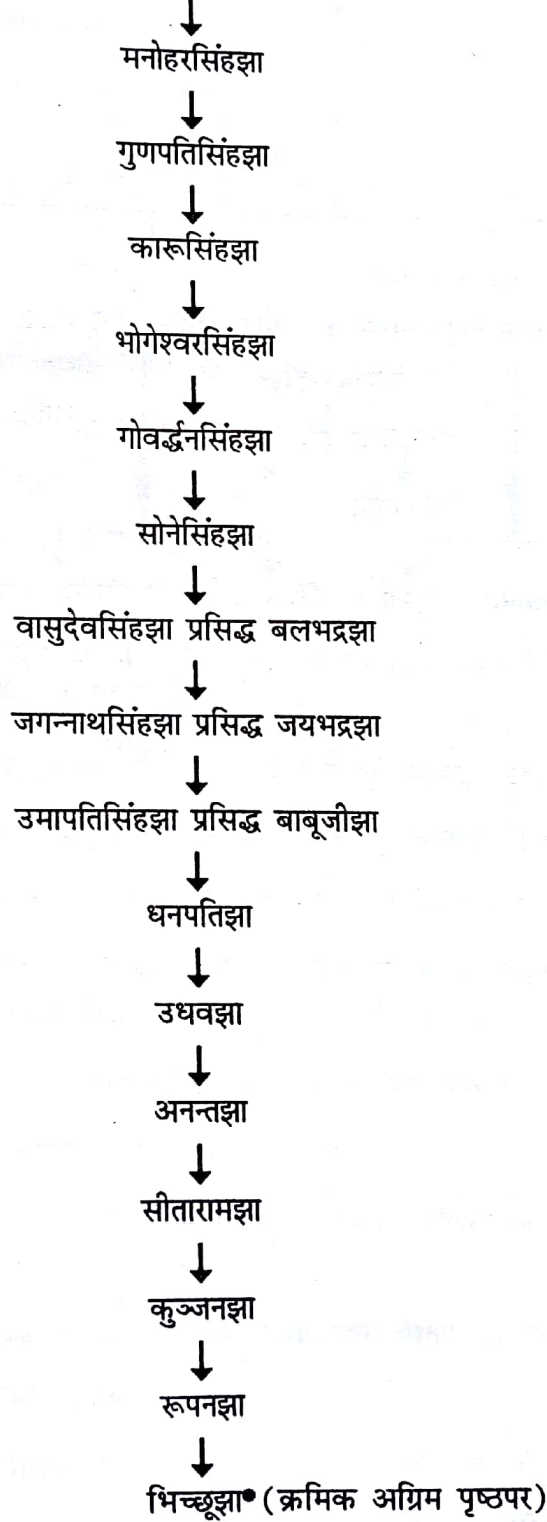 मनोहरसिंहझा
गुणपतिसिंहझा
कारूसिंहझा
भोगेश्वरसिंहझा
गोवर्द्धनसिंहझा
सोनेसिंहझा
वासुदेवसिंहझा प्रसिद्ध बलभद्रझा
जगन्नाथसिंहझा प्रसिद्ध जयभद्रझा
उमापतिसिंहझा प्रसिद्ध बाबूजीझा
धनपतिझा
उधवझा
अनन्तझा
सीतारामझा
कुञ्जनझा
रूपनझा
भिच्छूझा• (क्रमिक अग्रिम पृष्ठपर)